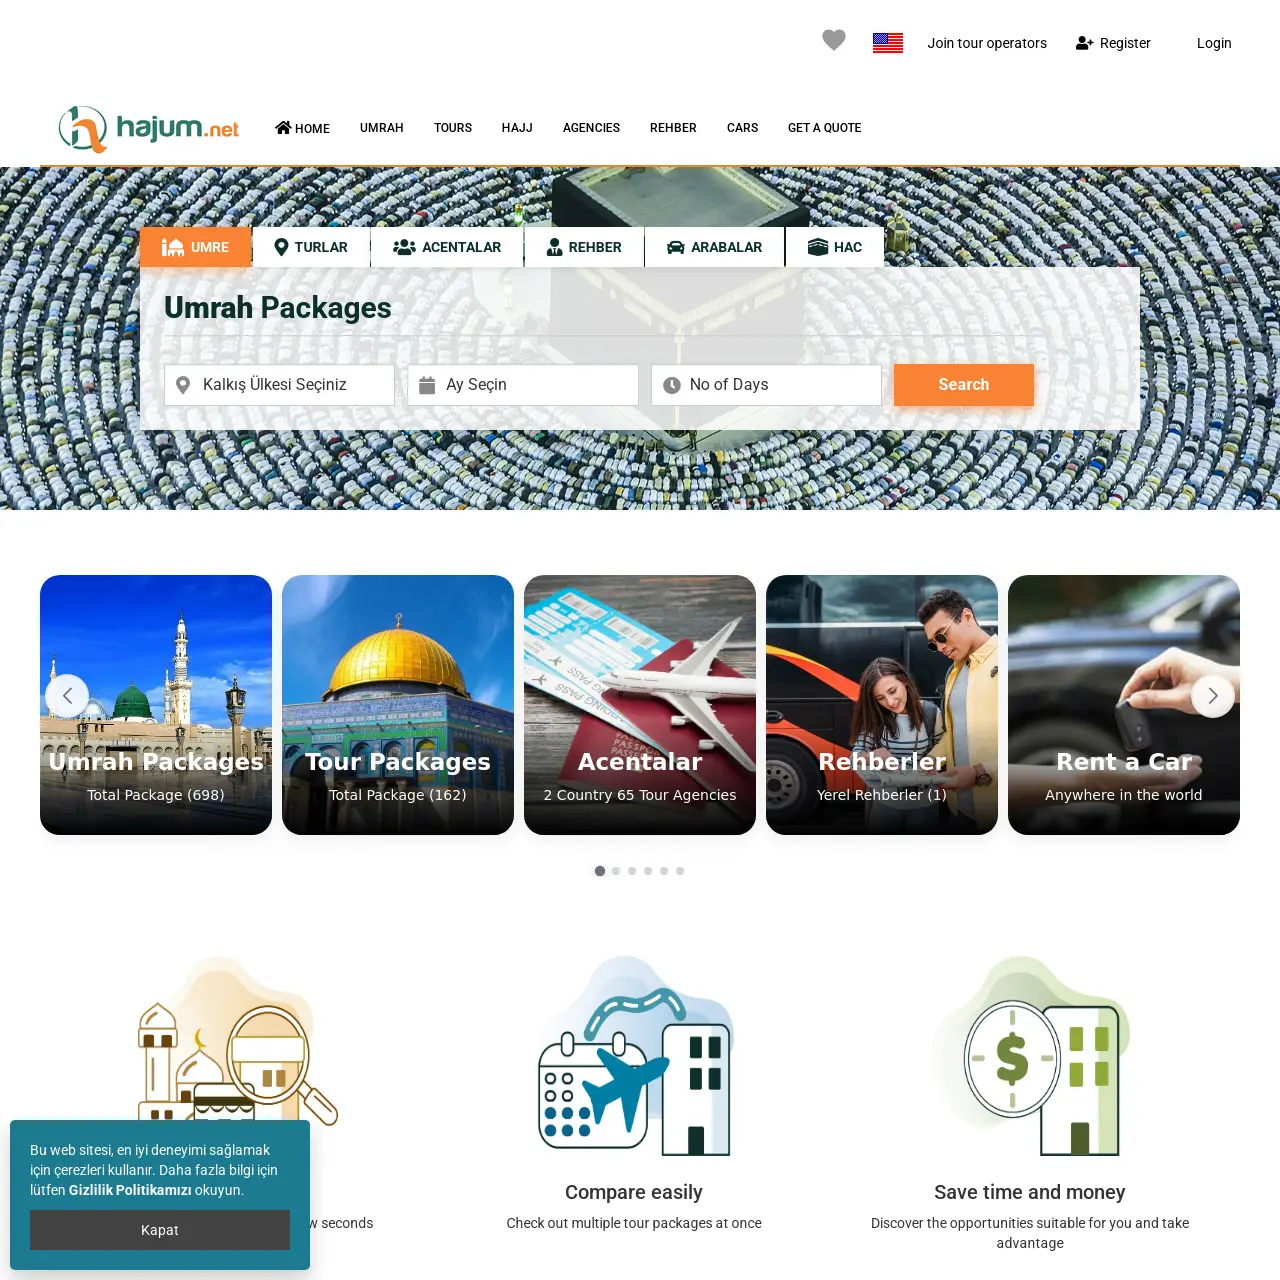 Join tour operators
Register
Login
hajum.net
HOME
UMRAH
TOURS
HAJJ
AGENCIES
REHBER
CARS
GET A QUOTE
UMRE
TURLAR
ACENTALAR
REHBER
ARABALAR
HAC
Umrah Packages
Kalkış Ülkesi Seçiniz
Ay Seçin
No of Days
Search
Umrah Packages
Total Package (698)
Tour Packages
Total Package (162)
Acentalar
2 Country 65 Tour Agencies
Rehberler
Yerel Rehberler (1)
Rent a Car
Anywhere in the world
Compare easily
Check out multiple tour packages at once
Save time and money
Discover the opportunities suitable for you and take
advantage
seconds
Bu web sitesi, en iyi deneyimi sağlamak
için çerezleri kullanır. Daha fazla bilgi için
lütfen Gizlilik Politikamızı okuyun.
Kapat